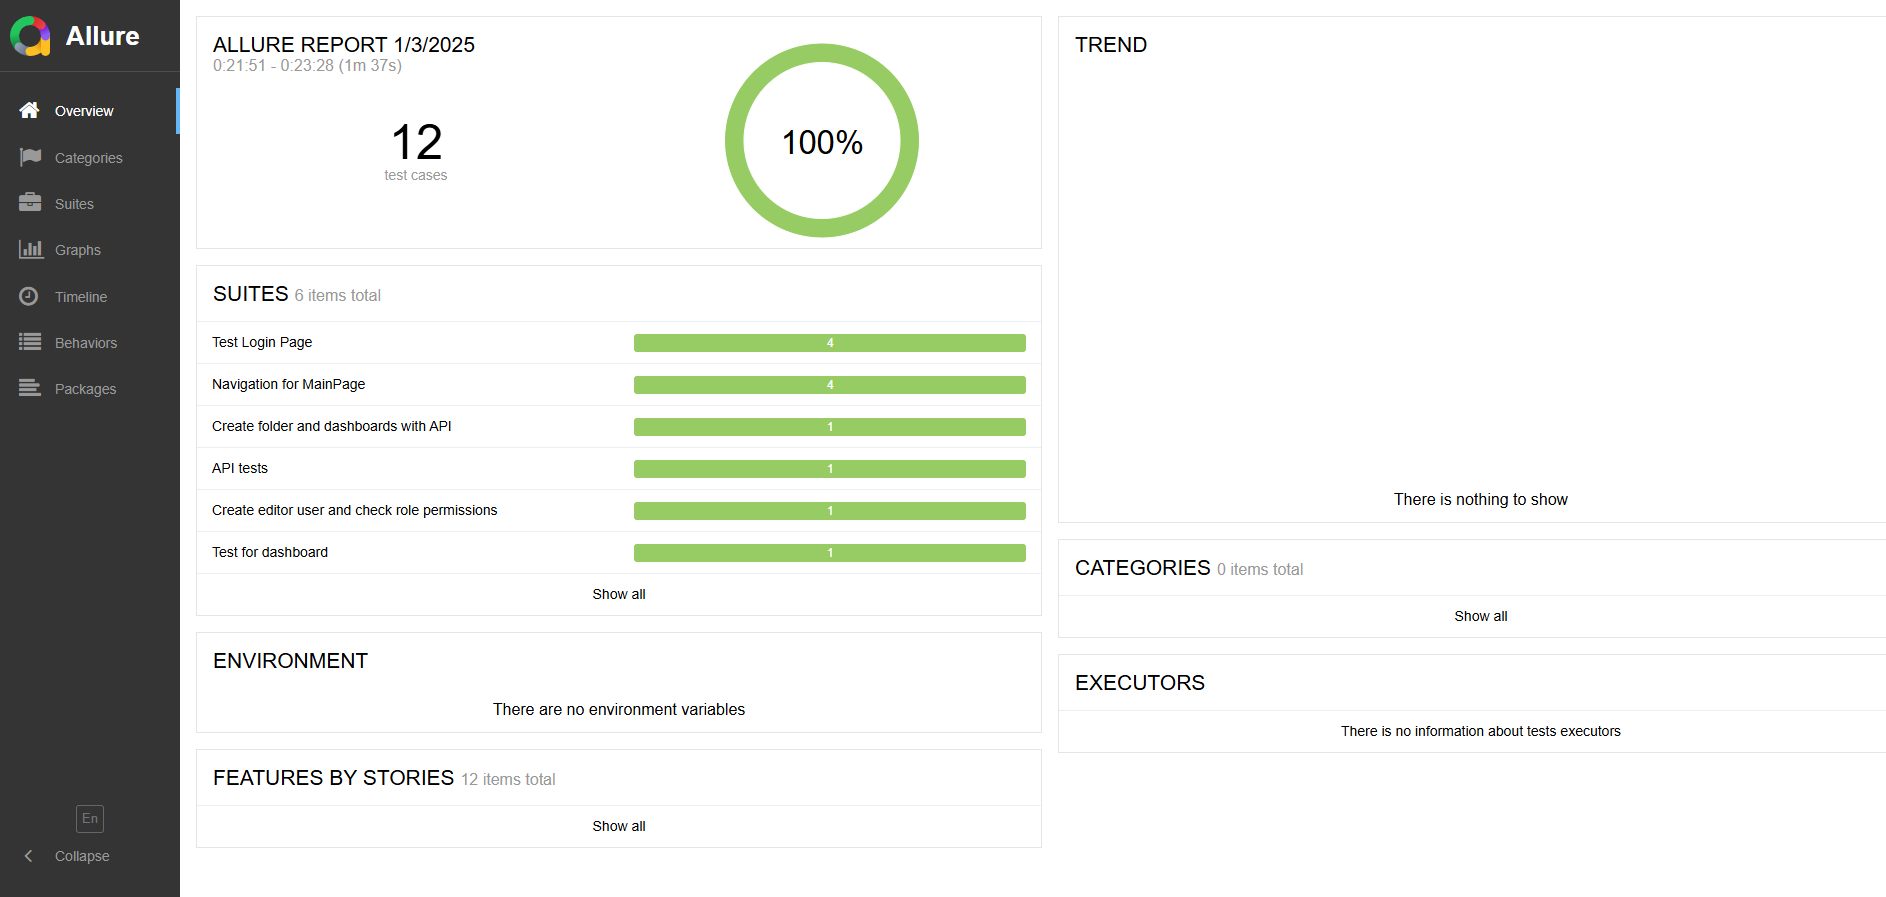 Allure
Overview
Categories
Suites
Graphs
Timeline
Behaviors
Packages
En
Collapse
ALLURE REPORT 1/3/2025
0:21:51 - 0:23:28 (1m 37s)
12
test cases
100%
SUITES 6 items total
Test Login Page 4
Navigation for MainPage 4
Create folder and dashboards with API 1
API tests 1
Create editor user and check role permissions 1
Test for dashboard 1
Show all
ENVIRONMENT
There are no environment variables
FEATURES BY STORIES 12 items total
Show all
TREND
There is nothing to show
CATEGORIES 0 items total
Show all
EXECUTORS
There is no information about tests executors